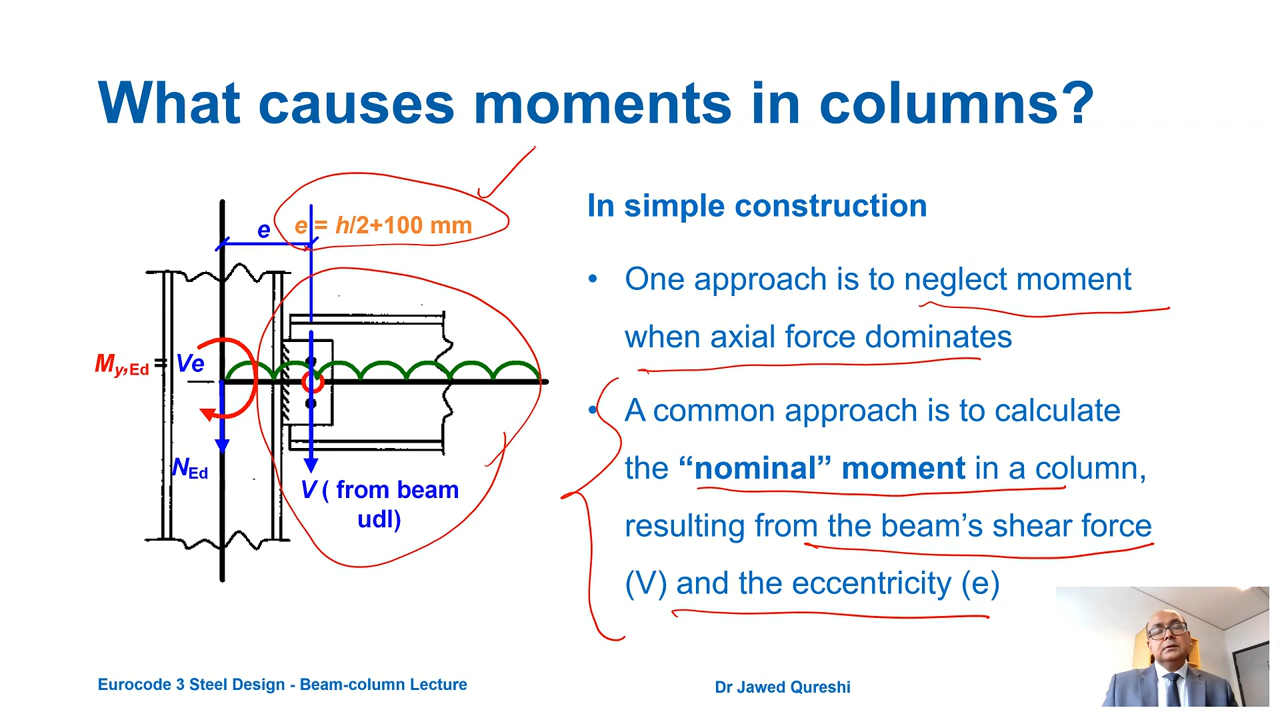 What causes moments in columns?
e
e = h/2+100 mm
My,Ed = Ve
NEd
V ( from beam
udl)
In simple construction
• One approach is to neglect moment
when axial force dominates
• A common approach is to calculate
the “nominal” moment in a column,
resulting from the beam’s shear force
(V) and the eccentricity (e)
Eurocode 3 Steel Design - Beam-column Lecture
Dr Jawed Qureshi